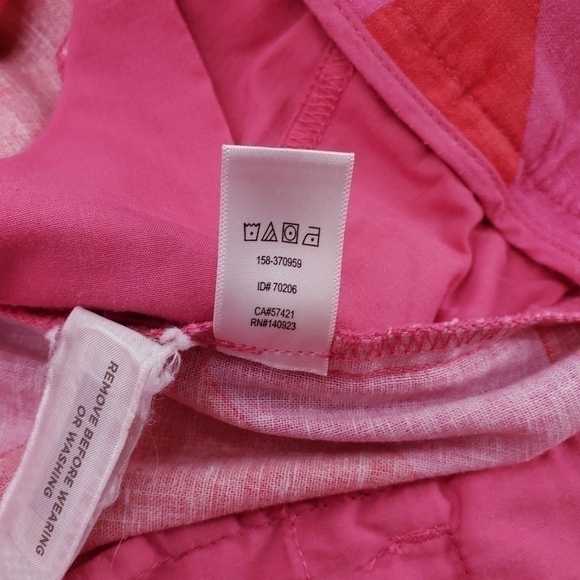 158-370959
ID# 70206
CA#57421
RN#140923
REMOVE BEFORE WEARING
OR WASHING